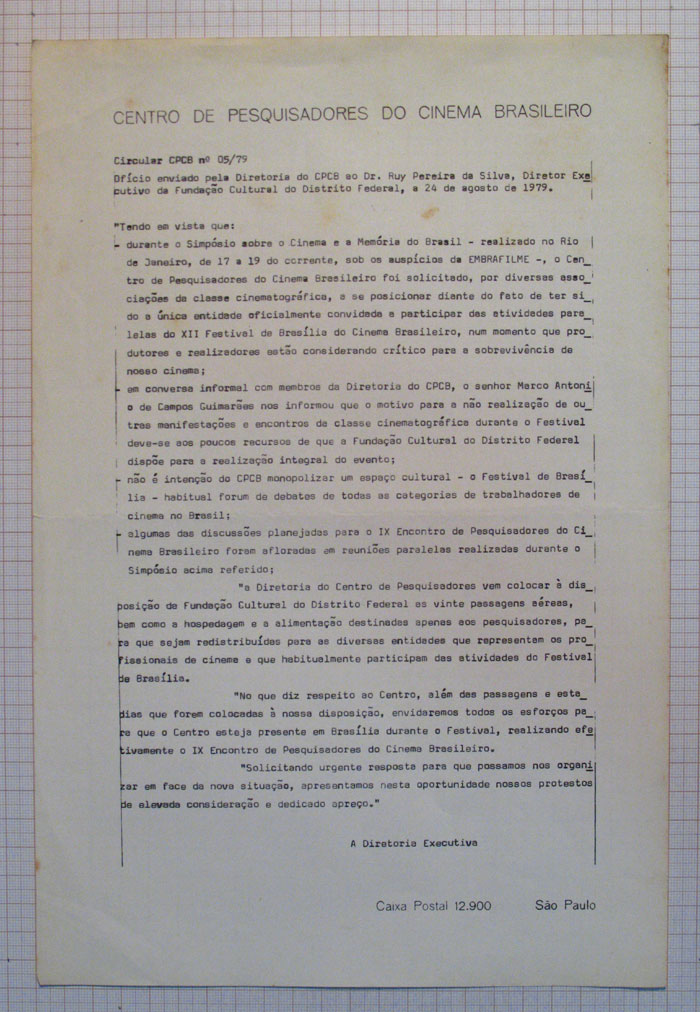 CENTRO DE PESQUISADORES DO CINEMA BRASILEIRO
Circular CPCB nº 05/79
Ofício enviado pela Diretoria do CPCB ao Dr. Ruy Pereira da Silva, Diretor Exe
cutivo da Fundação Cultural do Distrito Federal, a 24 de agosto de 1979.
"Tendo em vista que:
- durante o Simpósio sobre o Cinema e a Memória do Brasil - realizado no Rio
de Janeiro, de 17 a 19 do corrente, sob os auspícios da EMBRAFILME -, o Cen_
tro de Pesquisadores do Cinema Brasileiro foi solicitado, por diversas asso_
ciações da classe cinematográfica, a se posicionar diante do fato de ter si_
do a única entidade oficialmente convidada a participar das atividades para_
lelas do XII Festival de Brasília do Cinema Brasileiro, num momento que pro_
dutores e realizadores estão considerando crítico para a sobrevivência de
nosso cinema;
- em conversa informal com membros da Diretoria do CPCB, o senhor Marco Antoni
o de Campos Guimarães nos informou que o motivo para a não realização de ou_
tras manifestações e encontros da classe cinematográfica durante o Festival
deve-se aos poucos recursos de que a Fundação Cultural do Distrito Federal
dispõe para a realização integral do evento;
- não é intenção do CPCB monopolizar um espaço cultural - o Festival de Brasí_
lia - habitual forum de debates de todas as categorias de trabalhadores de
cinema no Brasil;
- algumas das discussões planejadas para o IX Encontro de Pesquisadores do Ci_
nema Brasileiro foram afloradas em reuniões paralelas realizadas durante o
Simpósio acima referido;
"a Diretoria do Centro de Pesquisadores vem colocar à dis_
posição de Fundação Cultural do Distrito Federal as vinte passagens aéreas,
bem como a hospedagem e a alimentação destinadas apenas aos pesquisadores, pa_
ra que sejam redistribuídas para as diversas entidades que representam os pro_
fissionais de cinema e que habitualmente participam das atividades do Festival
de Brasília.
"No que diz respeito ao Centro, além das passagens e esta_
dias que forem colocadas à nossa disposição, envidaremos todos os esforços pa_
ra que o Centro esteja presente em Brasília durante o Festival, realizando efe
tivamente o IX Encontro de Pesquisadores do Cinema Brasileiro.
"Solicitando urgente resposta para que possamos nos organi
zar em face da nova situação, apresentamos nesta oportunidade nossos protestos
de elevada consideração e dedicado apreço."
A Diretoria Executiva
Caixa Postal 12.900 São Paulo